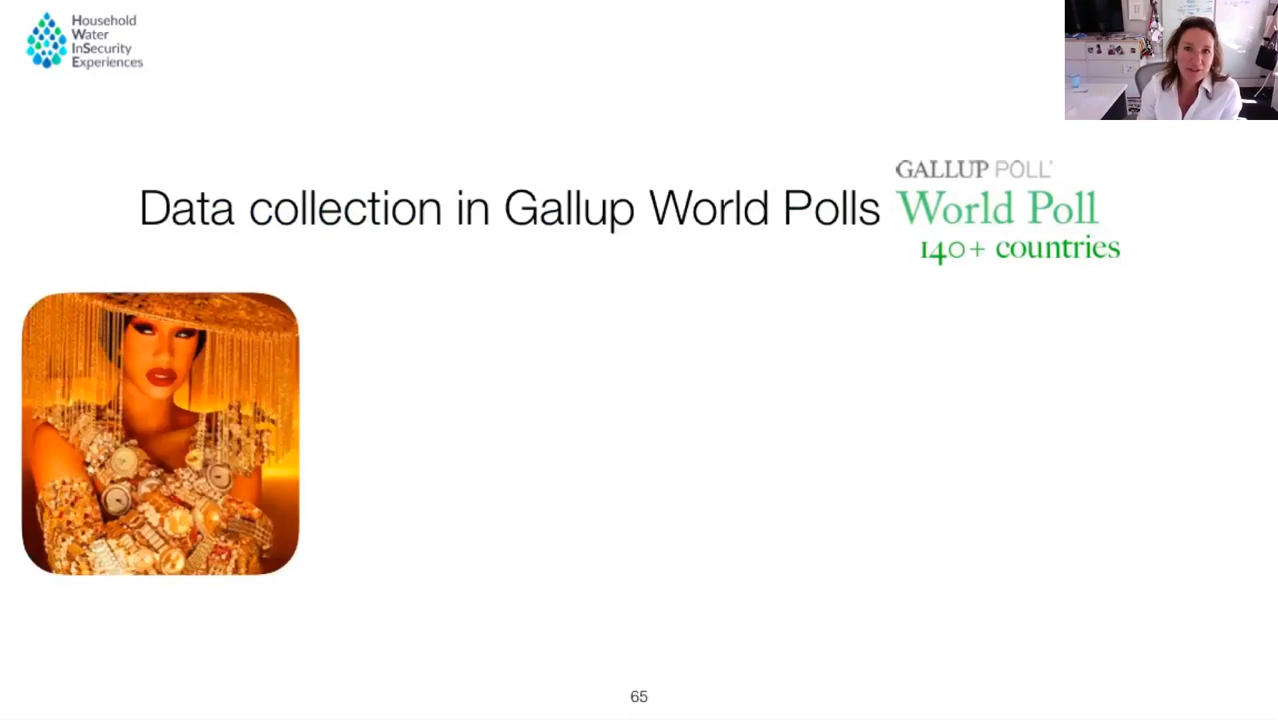 Household
Water
InSecurity
Experiences
Data collection in Gallup World Polls
GALLUP POLL®
World Poll
140+ countries
65